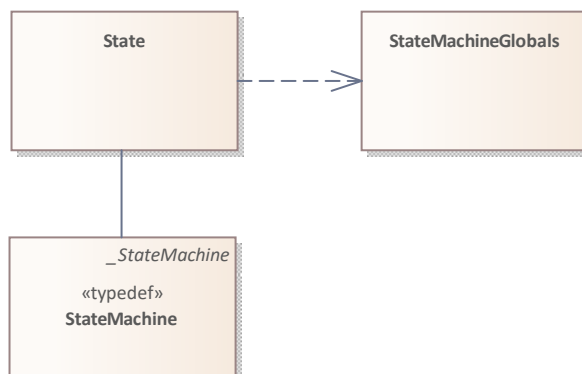 State
StateMachineGlobals
_StateMachine
«typedef»
StateMachine